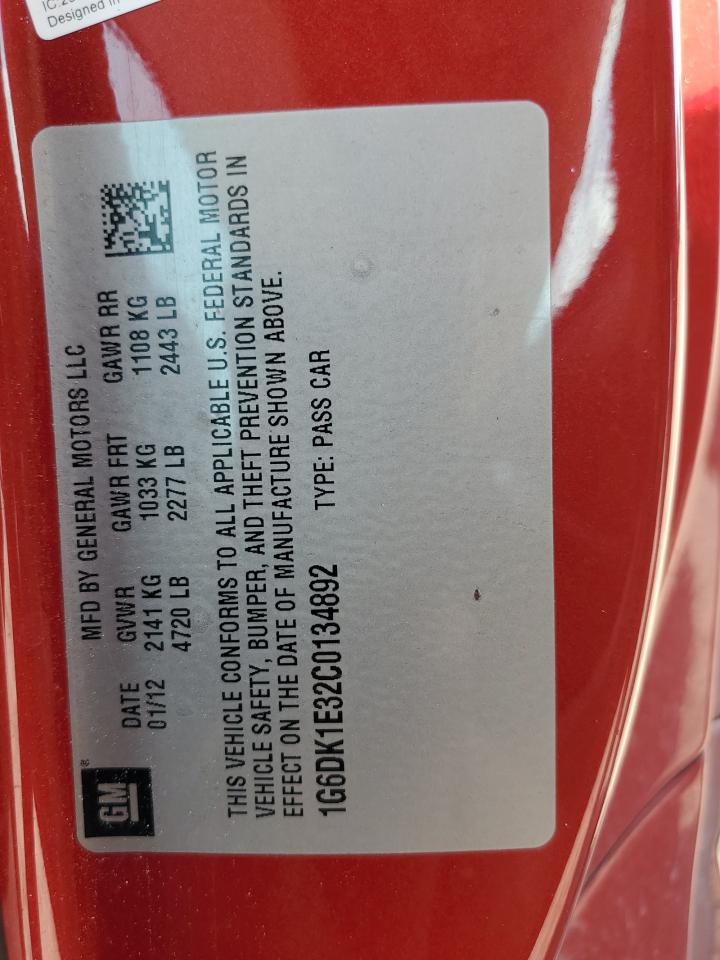 Designed in
GM ®
MFD BY GENERAL MOTORS LLC
DATE GVWR GAWR FRT GAWR RR
01/12 2141 KG 1033 KG 1108 KG
4720 LB 2277 LB 2443 LB
THIS VEHICLE CONFORMS TO ALL APPLICABLE U.S. FEDERAL MOTOR
VEHICLE SAFETY, BUMPER, AND THEFT PREVENTION STANDARDS IN
EFFECT ON THE DATE OF MANUFACTURE SHOWN ABOVE.
1G6DK1E32C0134892 TYPE: PASS CAR